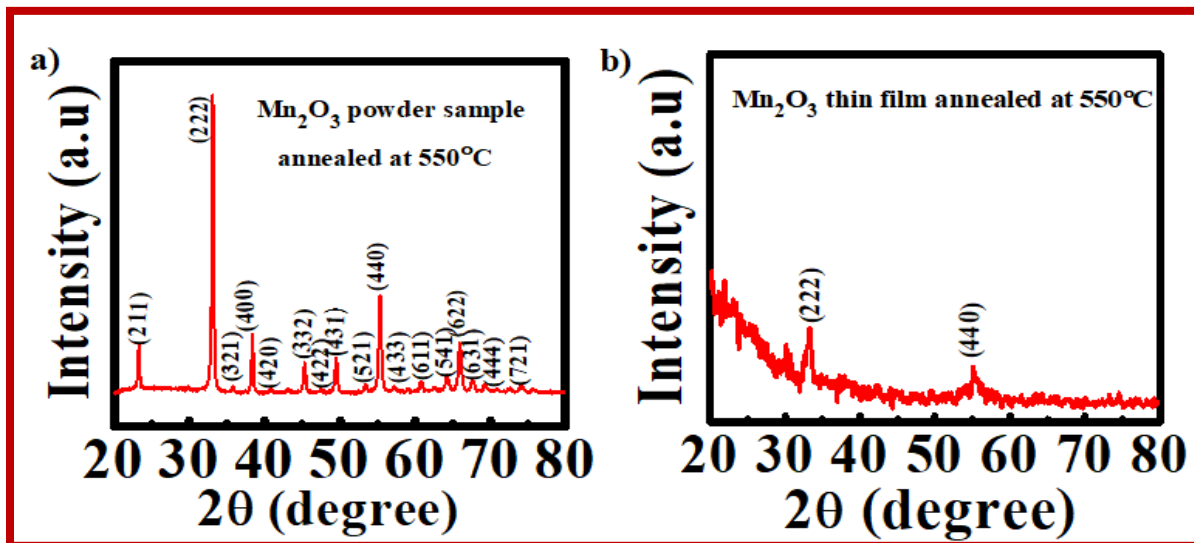 a)
Mn₂O₃ powder sample
annealed at 550°C
Intensity (a.u)
(211)
(222)
(321)
(400)
(420)
(332)
(422)
(431)
(521)
(440)
(433)
(611)
(541)
(622)
(631)
(444)
(721)
20 30 40 50 60 70 80
2θ (degree)
b)
Mn₂O₃ thin film annealed at 550°C
Intensity (a.u)
(222)
(440)
20 30 40 50 60 70 80
2θ (degree)